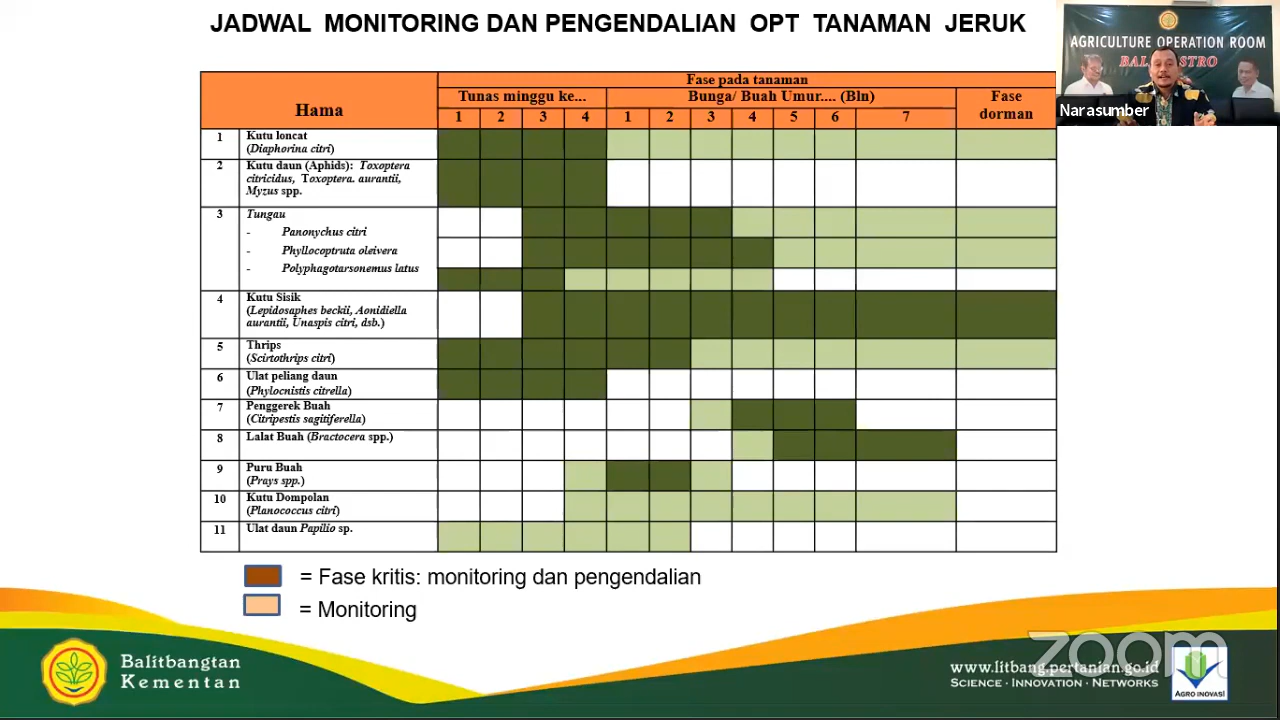 JADWAL MONITORING DAN PENGENDALIAN OPT TANAMAN JERUK
AGRICULTURE OPERATION ROOM
Narasumber
Hama
Fase pada tanaman
Tunas minggu ke...
Bunga/ Buah Umur.... (Bln)
Fase dorman
1 2 3 4 1 2 3 4 5 6 7
1 Kutu loncat
(Diaphorina citri)
2 Kutu daun (Aphids): Toxoptera
citricidus, Toxoptera. aurantii,
Myzus spp.
3 Tungau
- Panonychus citri
- Phyllocoptruta oleivera
- Polyphagotarsonemus latus
4 Kutu Sisik
(Lepidosaphes beckii, Aonidiella
aurantii, Unaspis citri, dsb.)
5 Thrips
(Scirtothrips citri)
6 Ulat peliang daun
(Phylocnistis citrella)
7 Penggerek Buah
(Citripestis sagitiferella)
8 Lalat Buah (Bractocera spp.)
9 Puru Buah
(Prays spp.)
10 Kutu Dompolan
(Planococcus citri)
11 Ulat daun Papilio sp.
= Fase kritis: monitoring dan pengendalian
= Monitoring
Balitbangtan
Kementan
zoom
www.litbang.pertanian.go.id
SCIENCE . INNOVATION . NETWORKS
AGRO INOVASI